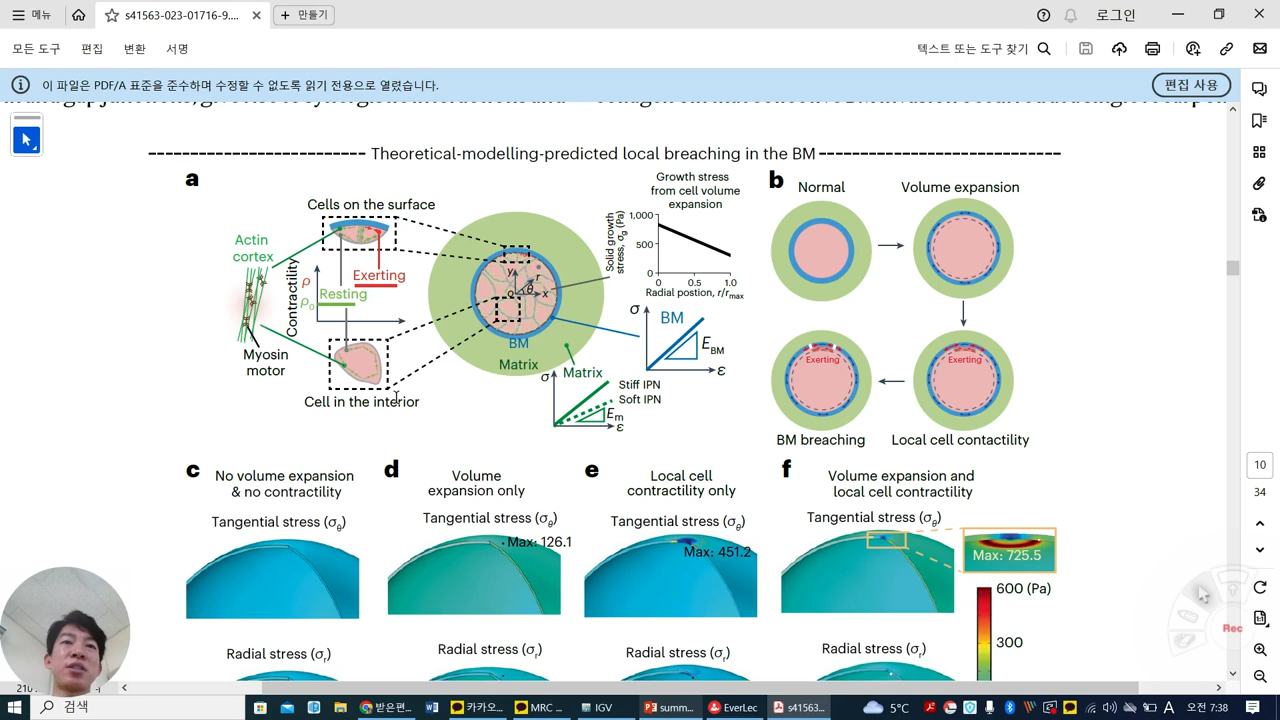 메뉴
s41563-023-01716-9....
만들기
로그인
모든 도구 편집 변환 서명
텍스트 또는 도구 찾기
이 파일은 PDF/A 표준을 준수하며 수정할 수 없도록 읽기 전용으로 열렸습니다.
편집 사용
Theoretical-modelling-predicted local breaching in the BM
a
Cells on the surface
Actin
cortex
Contractility
ρ
ρ₀
Exerting
Resting
Myosin
motor
Cell in the interior
y
r
θ
o
x
BM
Matrix
Matrix
Growth stress
from cell volume
expansion
Solid growth
stress, σg (Pa)
1,000
500
0
0 0.5 1.0
Radial postion, r/rmax
σ
BM
EBM
ε
σ
Stiff IPN
Soft IPN
Em
ε
b
Normal
Volume expansion
Exerting
Exerting
BM breaching
Local cell contactility
c
No volume expansion
& no contractility
Tangential stress (σθ)
Radial stress (σr)
d
Volume
expansion only
Tangential stress (σθ)
Max: 126.1
Radial stress (σr)
e
Local cell
contractility only
Tangential stress (σθ)
Max: 451.2
Radial stress (σr)
f
Volume expansion and
local cell contractility
Tangential stress (σθ)
Max: 725.5
Radial stress (σr)
600 (Pa)
300
10
34
Rec
검색
받은편...
카카오...
MRC ...
IGV
summ...
EverLec
s41563...
5°C
A
오전 7:38